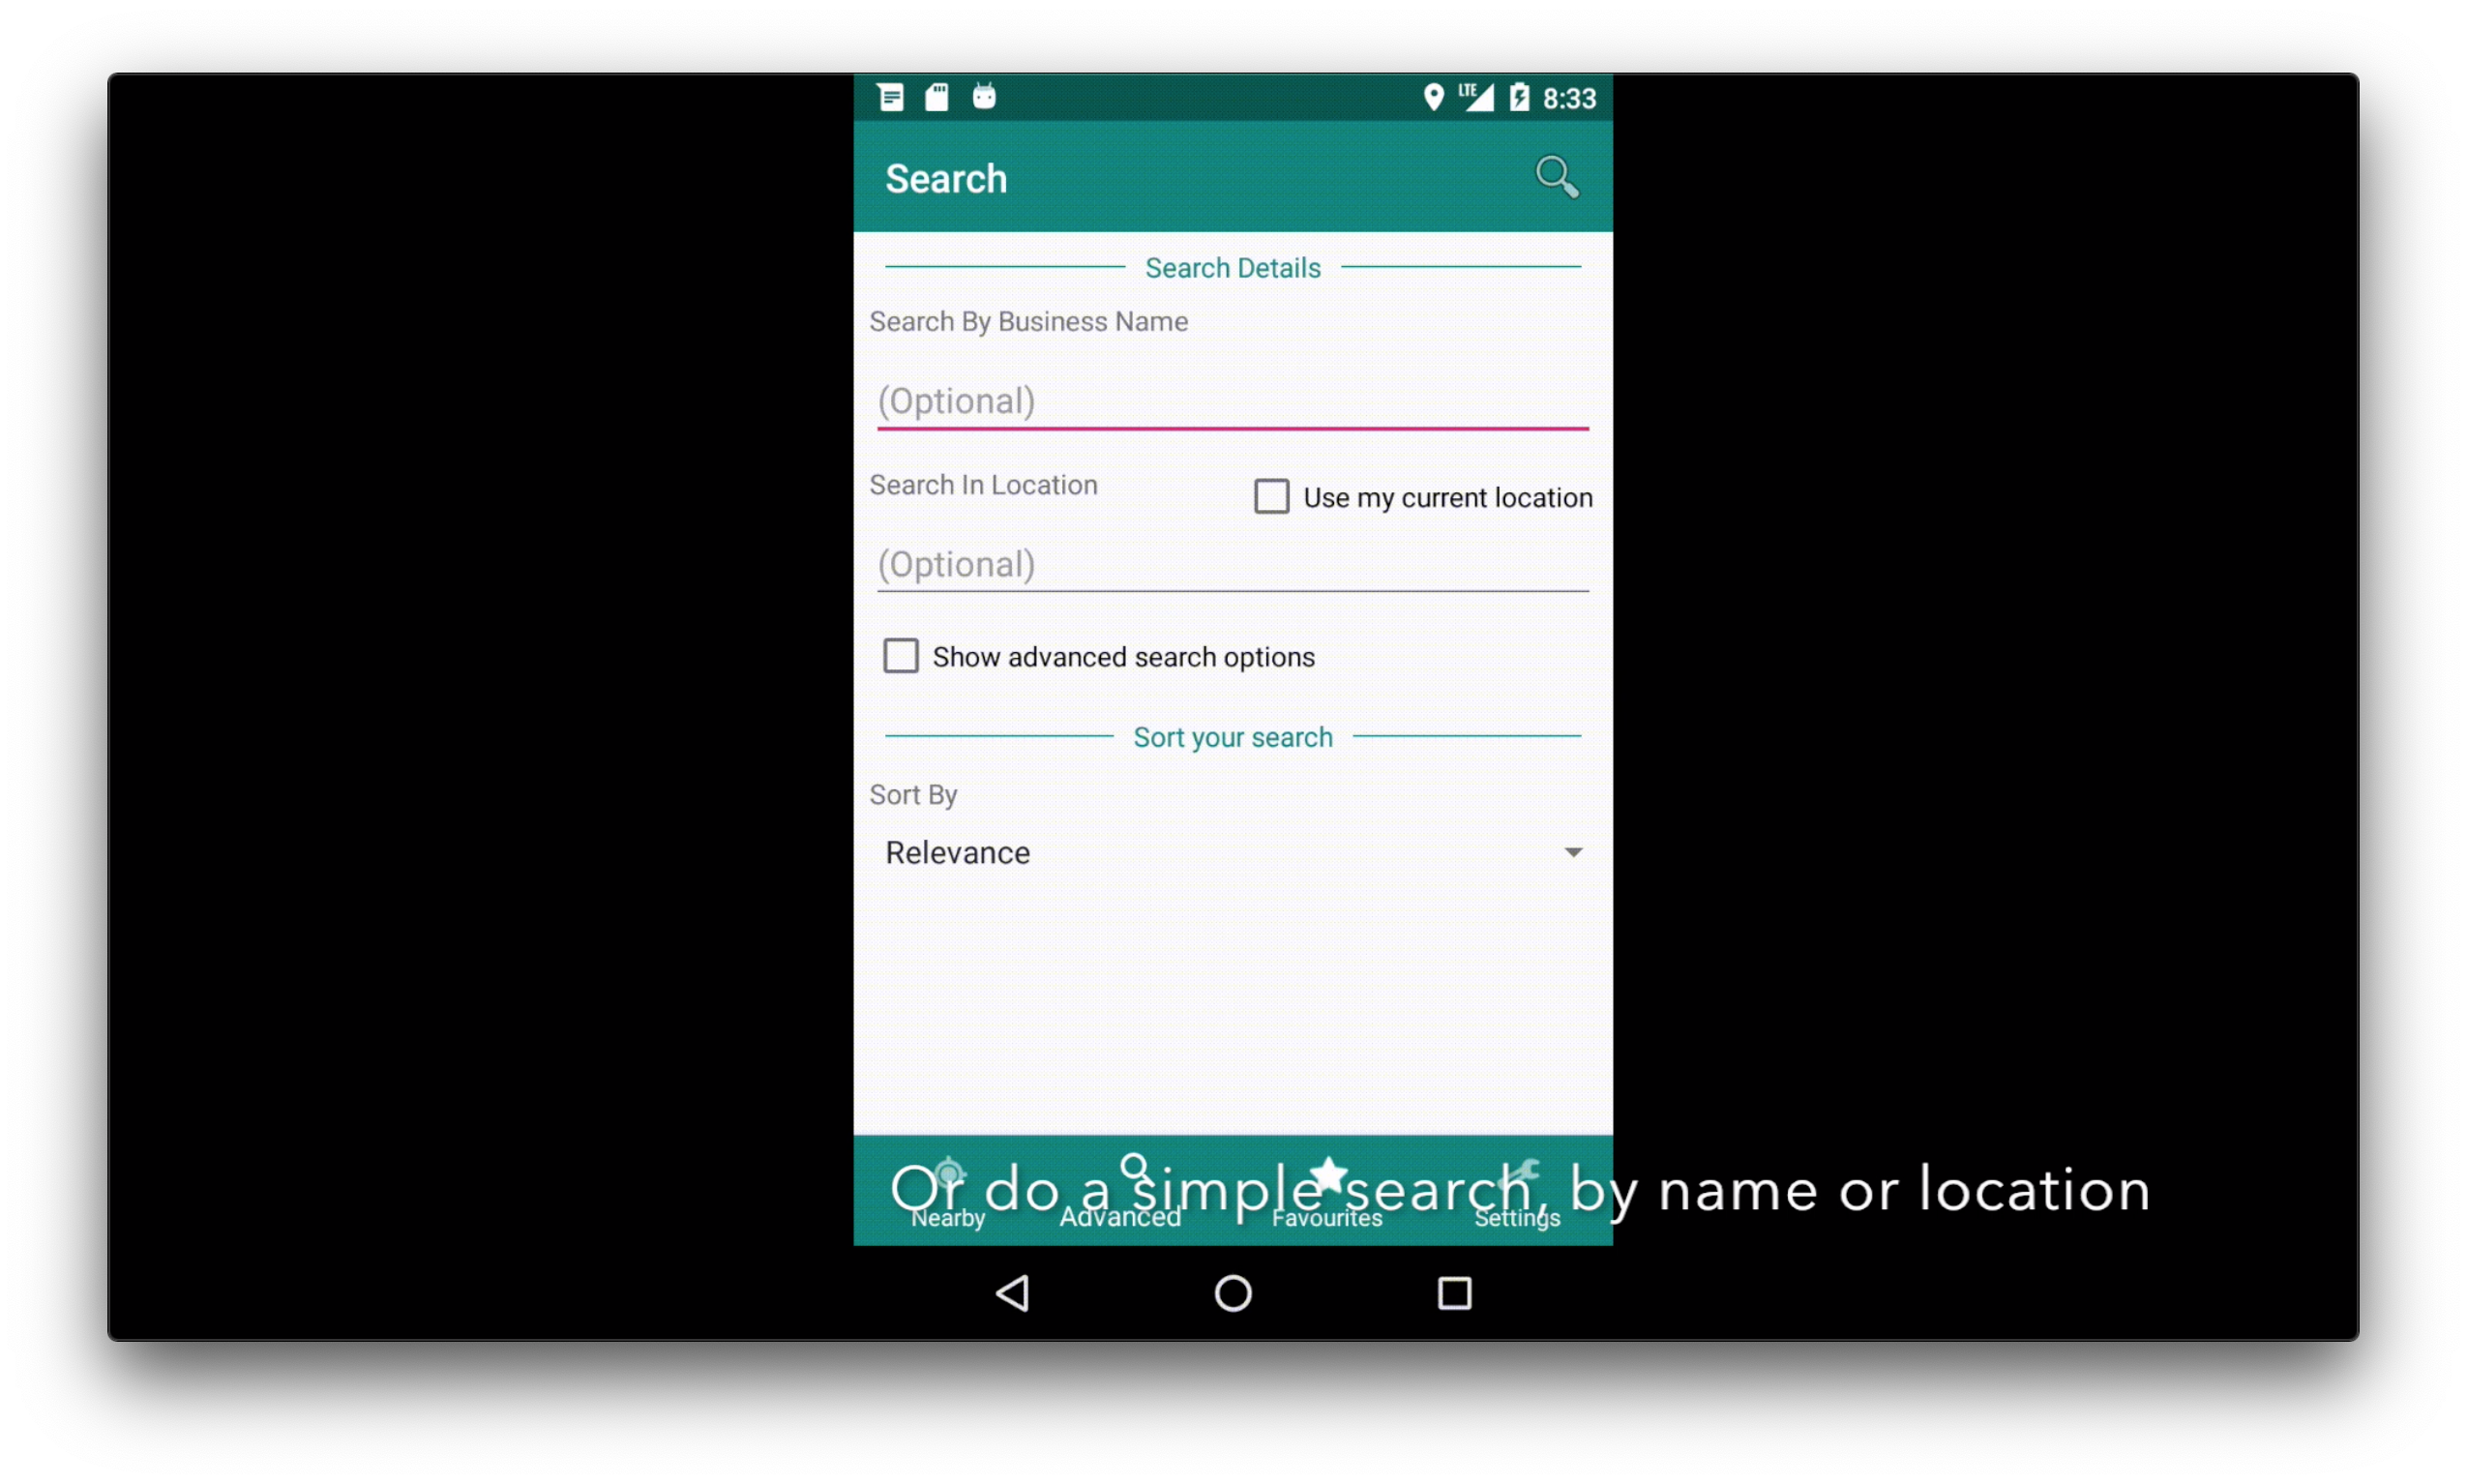 LTE 8:33
Search
Search Details
Search By Business Name
(Optional)
Search In Location
Use my current location
(Optional)
Show advanced search options
Sort your search
Sort By
Relevance
Or do a simple search, by name or location
Nearby Advanced Favourites Settings